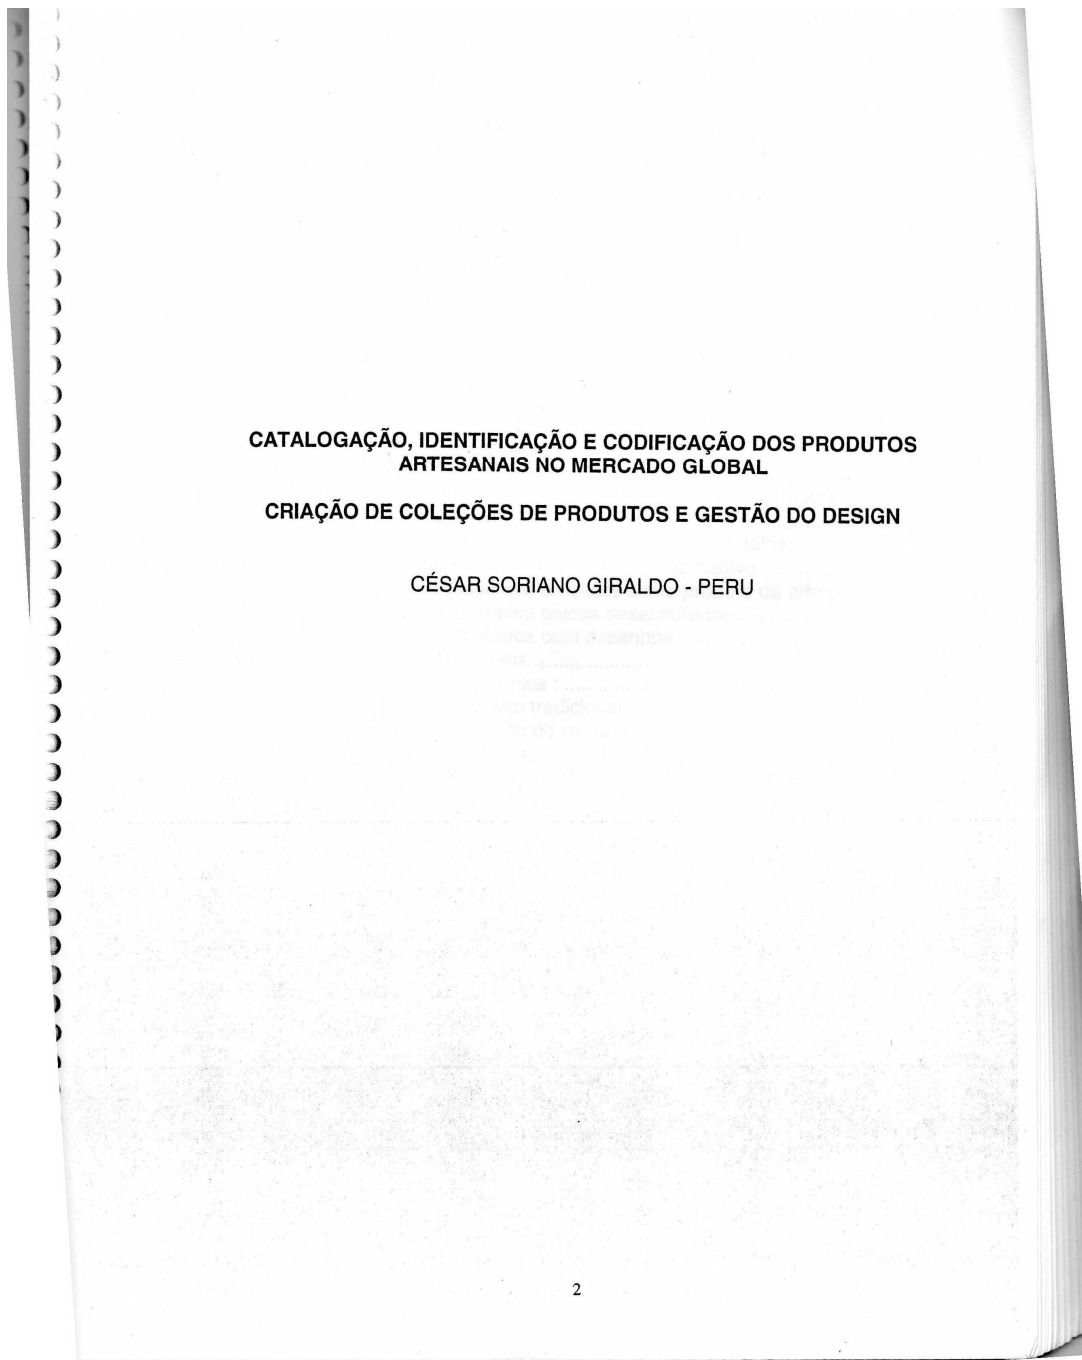 CATALOGAÇÃO, IDENTIFICAÇÃO E CODIFICAÇÃO DOS PRODUTOS
ARTESANAIS NO MERCADO GLOBAL
CRIAÇÃO DE COLEÇÕES DE PRODUTOS E GESTÃO DO DESIGN
CÉSAR SORIANO GIRALDO - PERU
2